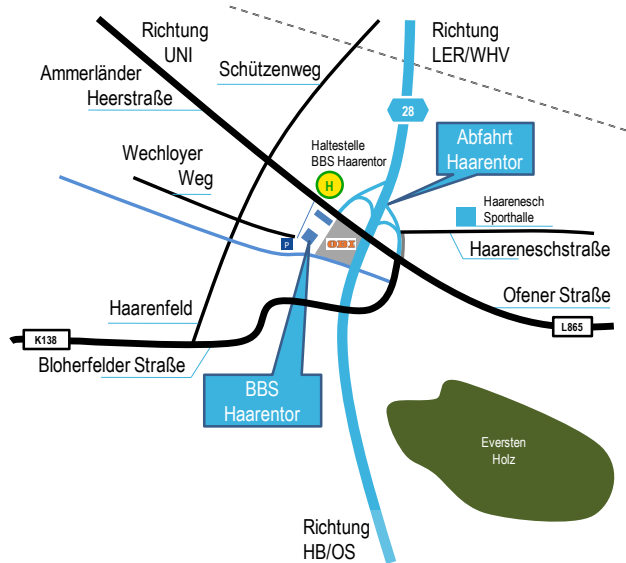 Richtung
UNI
Richtung
LER/WHV
Ammerländer
Heerstraße
Schützenweg
28
Haltestelle
BBS Haarentor
Abfahrt
Haarentor
Wechloyer
Weg
H
Haarenesch
Sporthalle
P
OBI
Haareneschstraße
Haarenfeld
Ofener Straße
K138
L865
Bloherfelder Straße
BBS
Haarentor
Eversten
Holz
Richtung
HB/OS